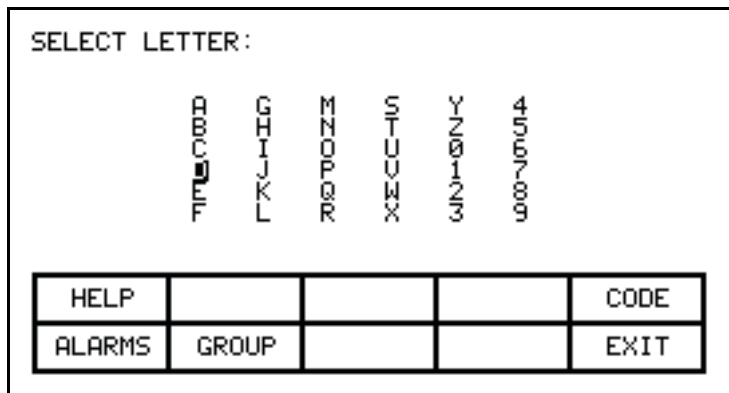 SELECT LETTER:
A G M S Y 4
B H N T Z 5
C I O U 0 6
D J P V 1 7
E K Q W 2 8
F L R X 3 9
HELP CODE
ALARMS GROUP EXIT